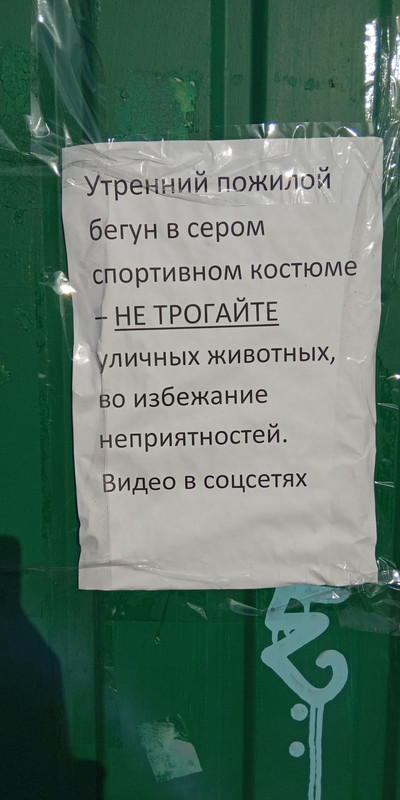 Утренний пожилой
бегун в сером
спортивном костюме
– НЕ ТРОГАЙТЕ
уличных животных,
во избежание
неприятностей.
Видео в соцсетях